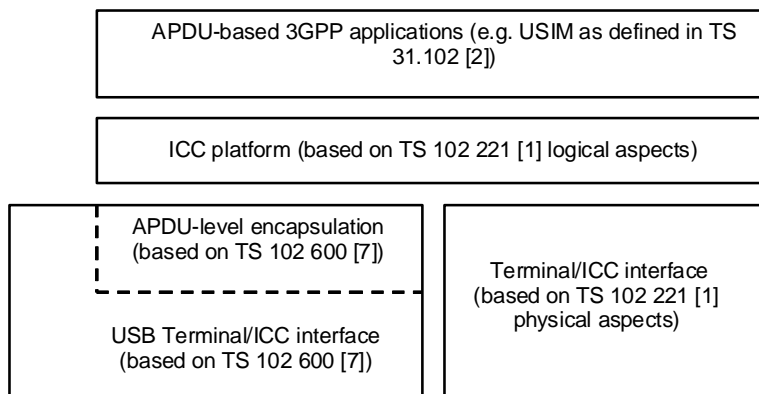 APDU-based 3GPP applications (e.g. USIM as defined in TS
31.102 [2])
ICC platform (based on TS 102 221 [1] logical aspects)
APDU-level encapsulation
(based on TS 102 600 [7])
USB Terminal/ICC interface
(based on TS 102 600 [7])
Terminal/ICC interface
(based on TS 102 221 [1]
physical aspects)